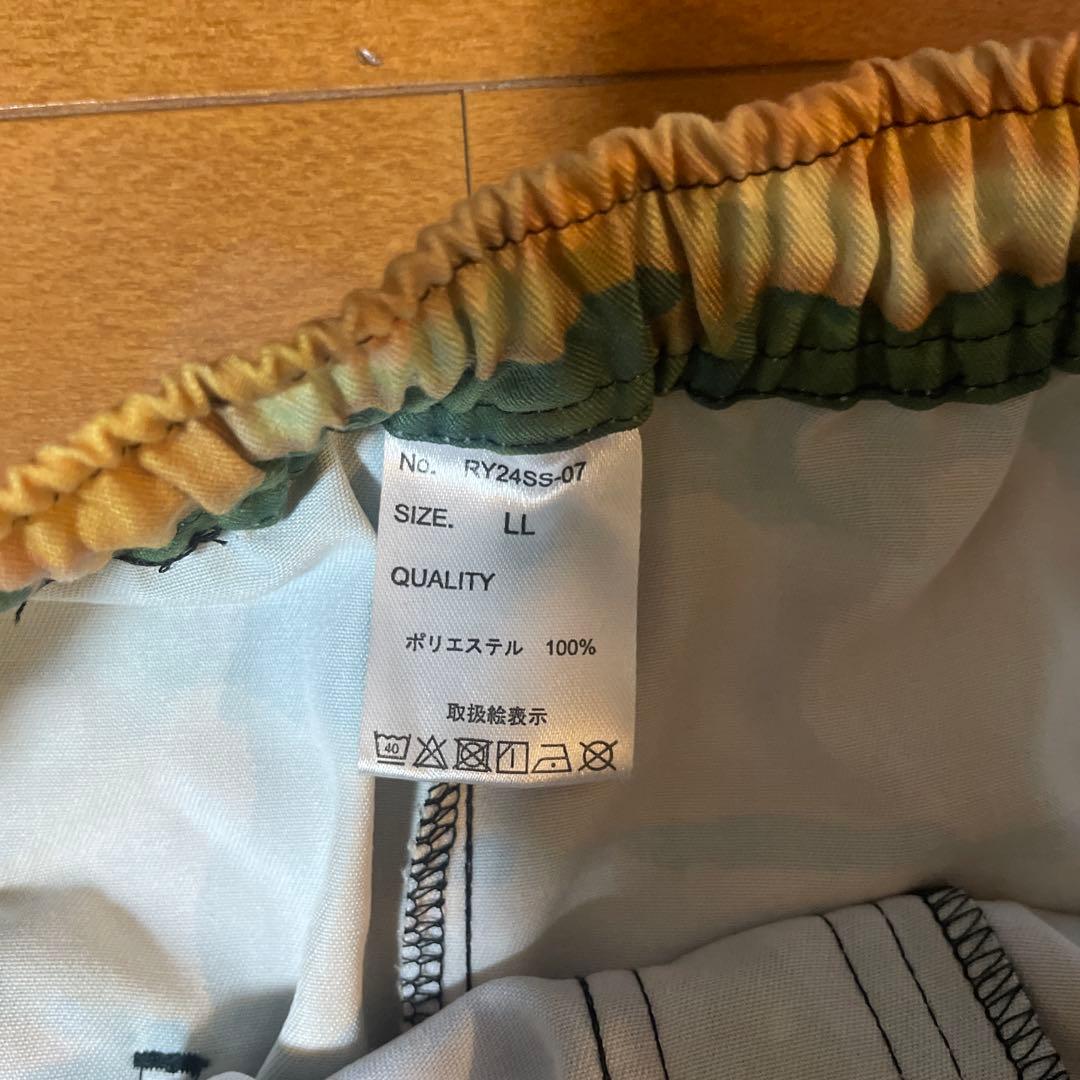 No. RY24SS-07
SIZE. LL
QUALITY
ポリエステル 100%
取扱絵表示
40